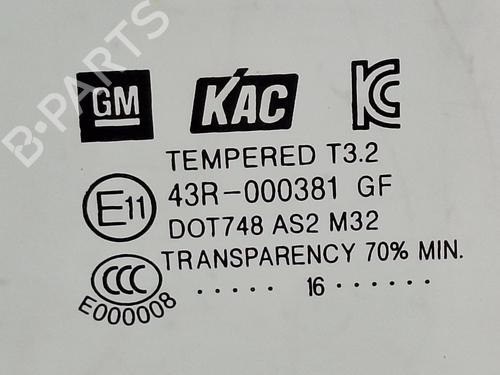 B-PARTS
GM KAC KC
TEMPERED T3.2
E11 43R-000381 GF
DOT748 AS2 M32
CCC TRANSPARENCY 70% MIN.
E000008 ····· 16 ······